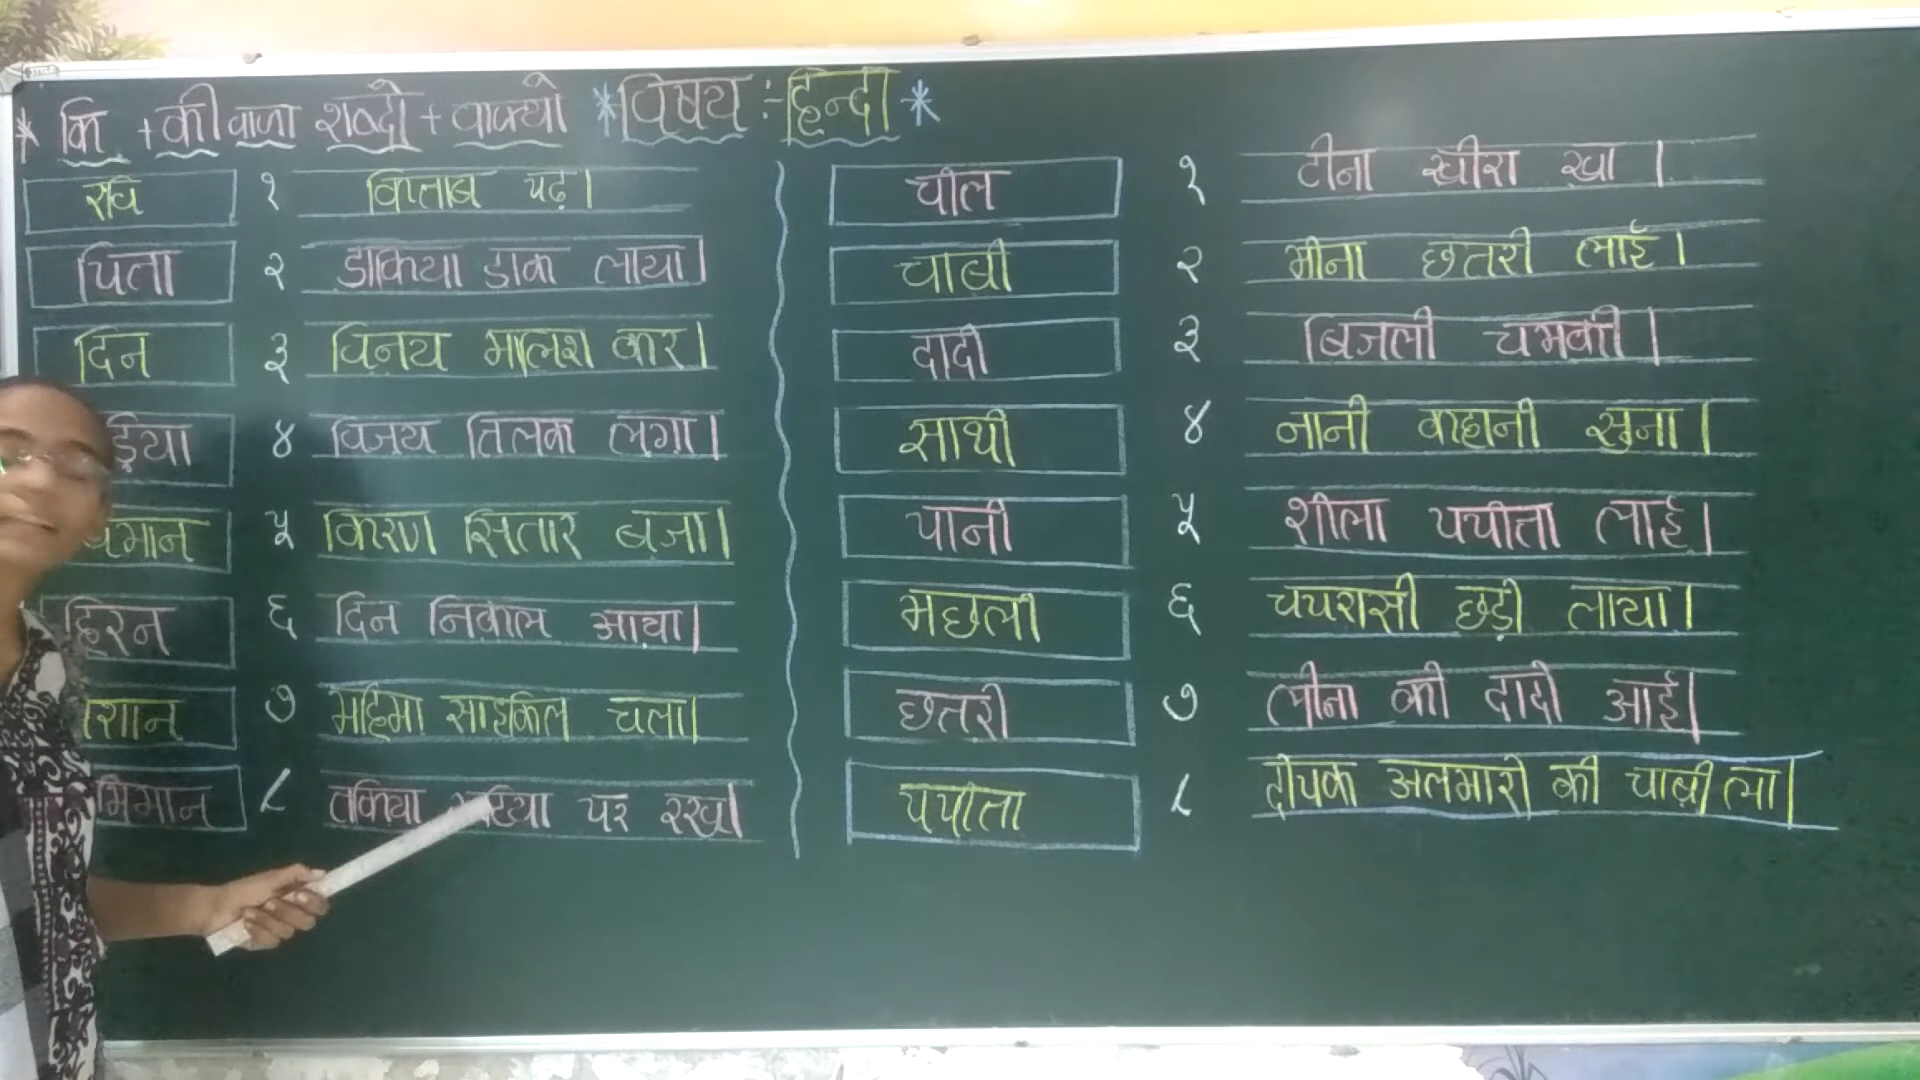 * कि + की वाला शब्दो + वाक्यो * विषय :- हिन्दी *
रवि
पिता
दिन
हिरन
१ किताब पढ़।
२ डाकिया डाक लाया।
३ विनय मालिश कर।
४ विजय तिलक लगा।
५ किरण सितार बजा।
६ दिन निकल आया।
७ महिमा साइकिल चला।
८ तकिया पर रख।
चील
चाबी
दादी
साथी
पानी
मछली
छतरी
पपीता
१ टीना खीरा खा।
२ मीना छतरी लाई।
३ बिजली चमकी।
४ नानी कहानी सुना।
५ शीला पपीता लाई।
६ चपरासी छड़ी लाया।
७ लीना की दादी आई।
८ दीपक अलमारी की चाबी ला।